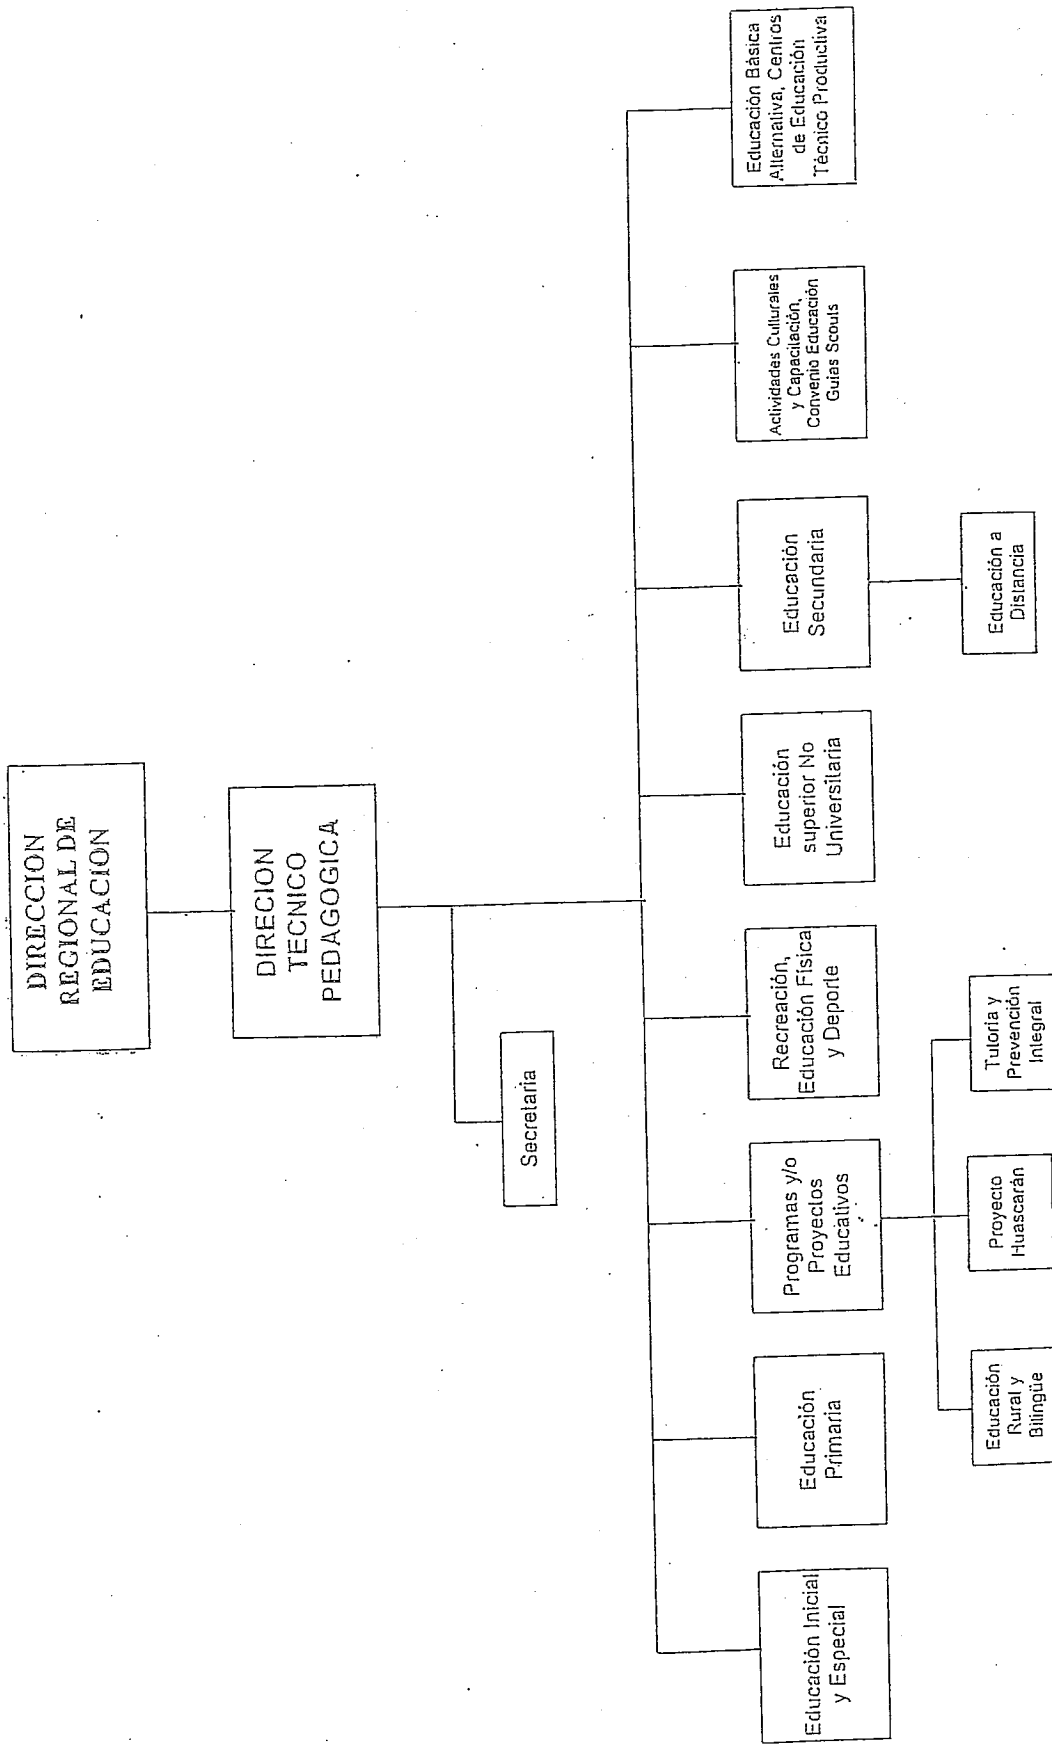 DIRECCION
REGIONAL DE
EDUCACION
DIRECION
TECNICO
PEDAGOGICA
Secretaria
Educación Inicial
y Especial
Educación
Primaria
Programas y/o
Proyectos
Educativos
Recreación,
Educación Física
y Deporte
Educación
superior No
Universitaria
Educación
Secundaria
Actividades Culturales
y Capacitación,
Convenio Educación
Guias Scouts
Educación Básica
Alternativa, Centros
de Educación
Técnico Productiva
Educación
Rural y
Bilingüe
Proyecto
Huascarán
Tutoria y
Prevención
Integral
Educación a
Distancia